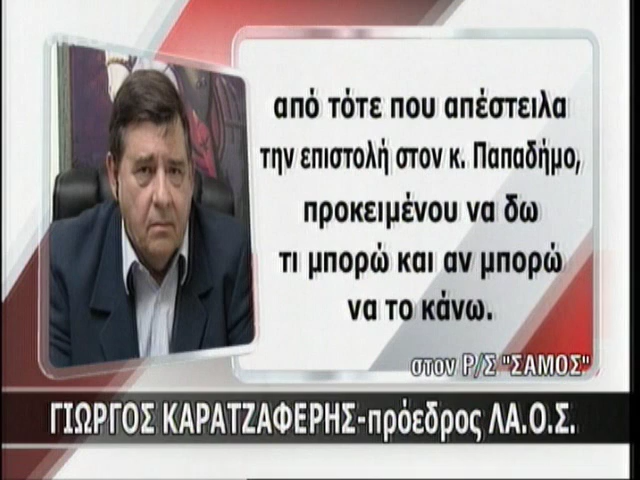 από τότε που απέστειλα
την επιστολή στον κ. Παπαδήμο,
προκειμένου να δω
τι μπορώ και αν μπορώ
να το κάνω.
στον Ρ/Σ "ΣΑΜΟΣ"
ΓΙΩΡΓΟΣ ΚΑΡΑΤΖΑΦΕΡΗΣ-πρόεδρος ΛΑ.Ο.Σ.